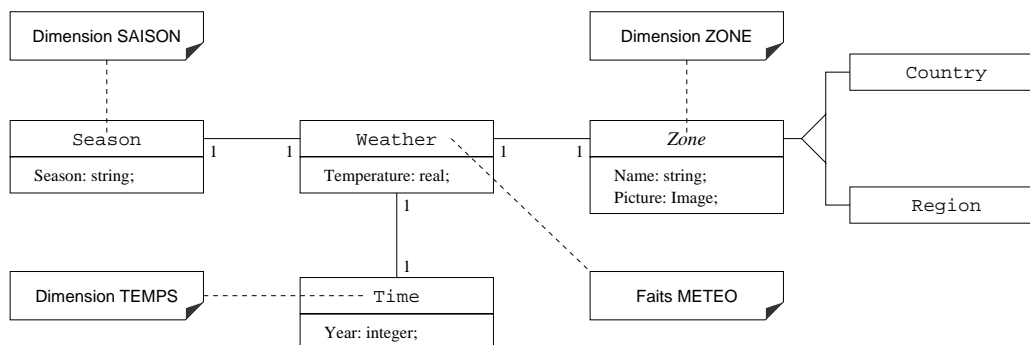 Dimension SAISON
Dimension ZONE
Country
Season
Weather
Zone
1
1
1
1
Season: string;
Temperature: real;
Name: string;
Picture: Image;
1
Region
1
Dimension TEMPS
Time
Faits METEO
Year: integer;